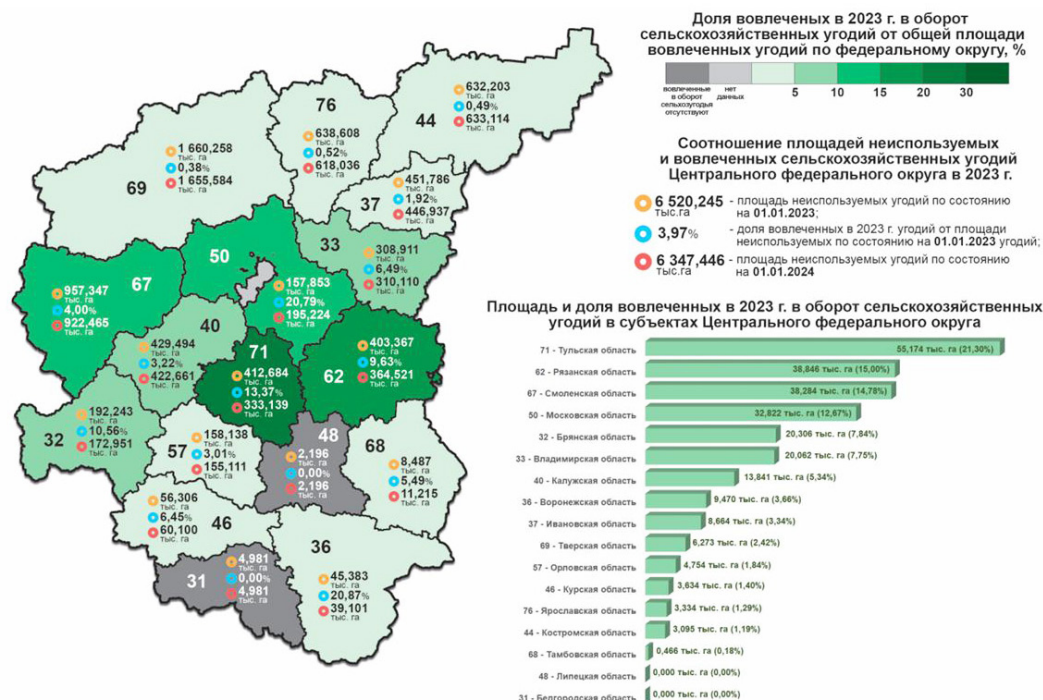 Доля вовлеченых в 2023 г. в оборот
сельскохозяйственных угодий от общей площади
вовлеченных угодий по федеральному округу, %
вовлеченные
в оборот
сельхозугодья
отсутствуют
нет
данных
5
10
15
20
30
Соотношение площадей неиспользуемых
и вовлеченных сельскохозяйственных угодий
Центрального федерального округа в 2023 г.
6 520,245 - площадь неиспользуемых угодий по состоянию
тыс.га на 01.01.2023;
3,97% - доля вовлеченных в 2023 г. угодий от площади
неиспользуемых по состоянию на 01.01.2023 угодий;
6 347,446 - площадь неиспользуемых угодий по состоянию
тыс.га на 01.01.2024
69
1 660,258
тыс. га
0,38%
1 655,584
тыс. га
76
638,608
тыс. га
0,52%
618,036
тыс. га
44
632,203
тыс. га
0,49%
633,114
тыс. га
37
451,786
тыс. га
1,92%
446,937
тыс. га
33
308,911
тыс. га
6,49%
310,110
тыс. га
50
157,853
тыс. га
20,79%
195,224
тыс. га
67
957,347
тыс. га
4,00%
922,465
тыс. га
40
429,494
тыс. га
3,22%
422,661
тыс. га
71
412,684
тыс. га
13,37%
333,139
тыс. га
62
403,367
тыс. га
9,63%
364,521
тыс. га
32
192,243
тыс. га
10,56%
172,951
тыс. га
57
158,138
тыс. га
3,01%
155,111
тыс. га
48
2,196
тыс. га
0,00%
2,196
тыс. га
68
8,487
тыс. га
5,49%
11,215
тыс. га
46
56,306
тыс. га
6,45%
60,100
тыс. га
31
4,981
тыс. га
0,00%
4,981
тыс. га
36
45,383
тыс. га
20,87%
39,101
тыс. га
Площадь и доля вовлеченных в 2023 г. в оборот сельскохозяйственных
угодий в субъектах Центрального федерального округа
71 - Тульская область 55,174 тыс. га (21,30%)
62 - Рязанская область 38,846 тыс. га (15,00%)
67 - Смоленская область 38,284 тыс. га (14,78%)
50 - Московская область 32,822 тыс. га (12,67%)
32 - Брянская область 20,306 тыс. га (7,84%)
33 - Владимирская область 20,062 тыс. га (7,75%)
40 - Калужская область 13,841 тыс. га (5,34%)
36 - Воронежская область 9,470 тыс. га (3,66%)
37 - Ивановская область 8,664 тыс. га (3,34%)
69 - Тверская область 6,273 тыс. га (2,42%)
57 - Орловская область 4,754 тыс. га (1,84%)
46 - Курская область 3,634 тыс. га (1,40%)
76 - Ярославская область 3,334 тыс. га (1,29%)
44 - Костромская область 3,095 тыс. га (1,19%)
68 - Тамбовская область 0,466 тыс. га (0,18%)
48 - Липецкая область 0,000 тыс. га (0,00%)
31 - Белгородская область 0,000 тыс. га (0,00%)